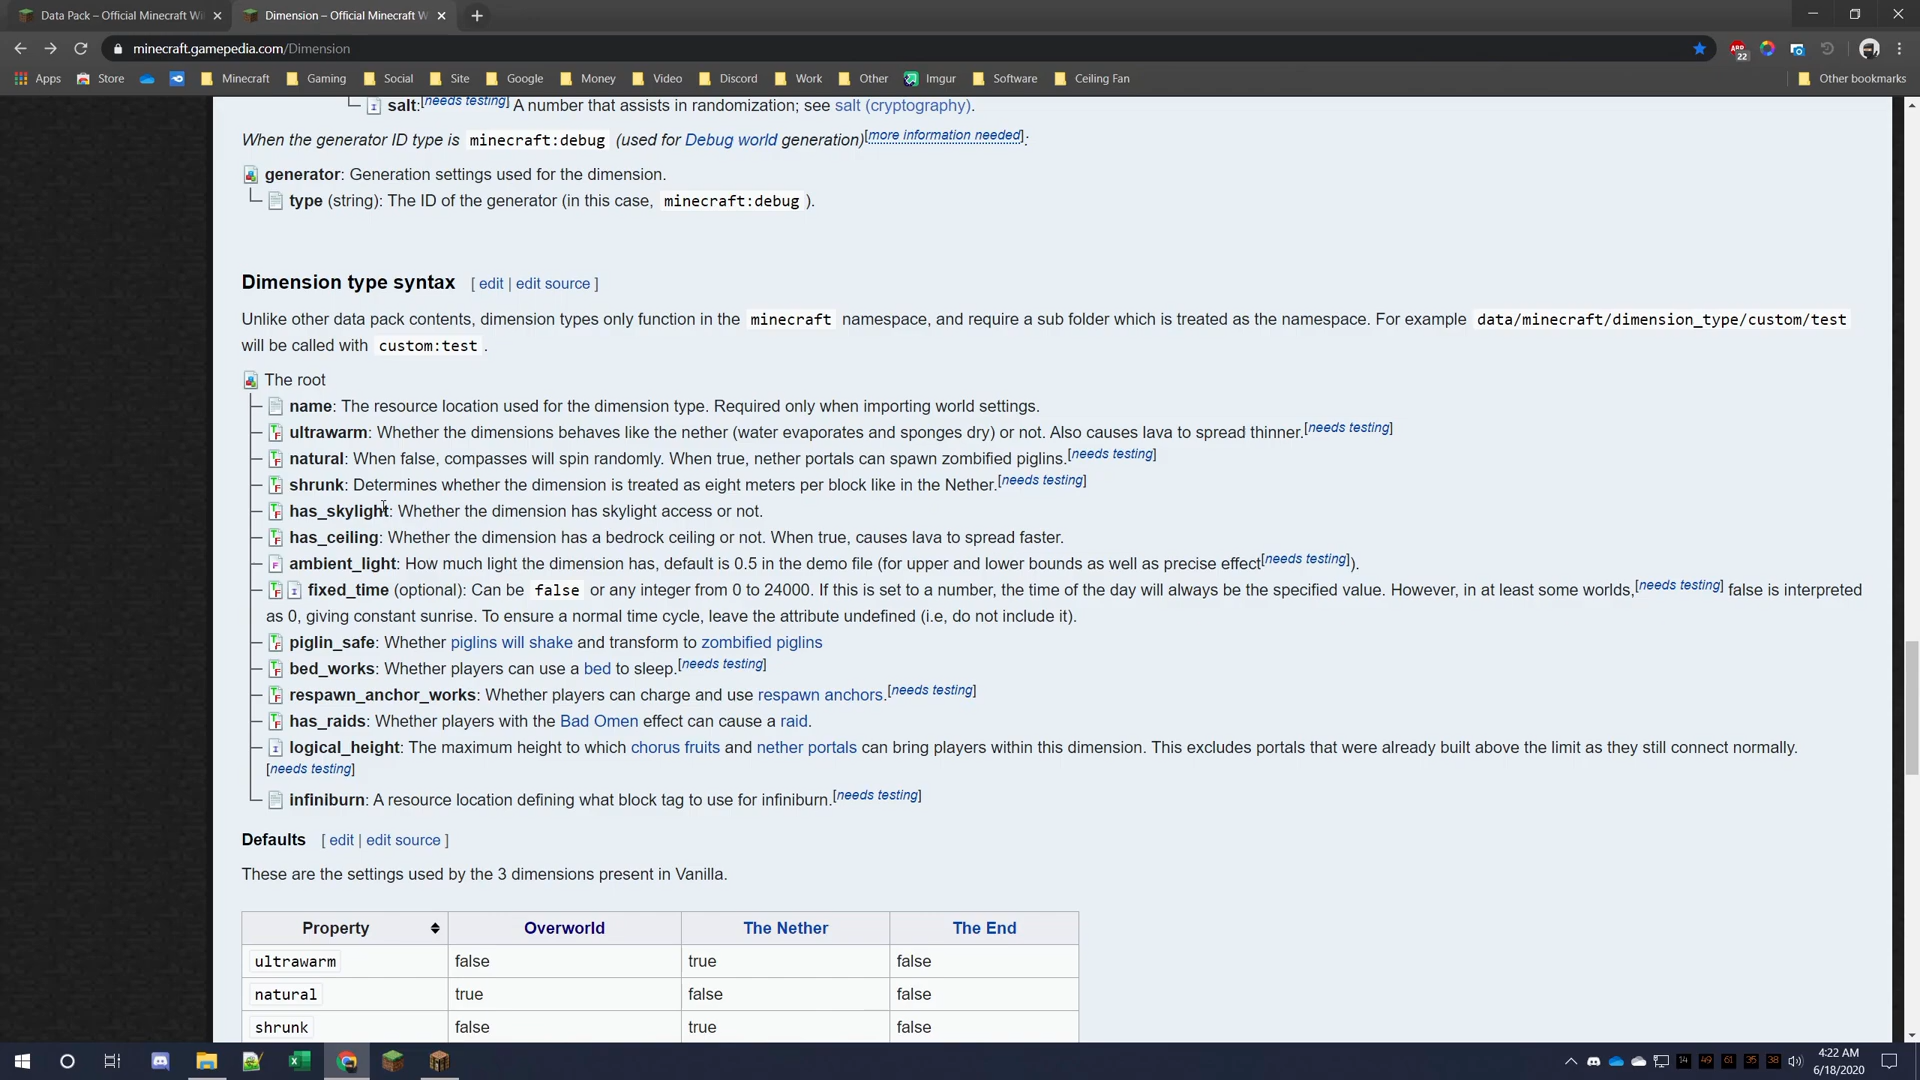 Data Pack – Official Minecraft Wi
Dimension – Official Minecraft W
minecraft.gamepedia.com/Dimension
22
Apps Store Minecraft Gaming Social Site Google Money Video Discord Work Other Imgur Software Ceiling Fan Other bookmarks
salt:[needs testing] A number that assists in randomization; see salt (cryptography).
When the generator ID type is minecraft:debug (used for Debug world generation)[more information needed]:
generator: Generation settings used for the dimension.
type (string): The ID of the generator (in this case, minecraft:debug ).
Dimension type syntax [ edit | edit source ]
Unlike other data pack contents, dimension types only function in the minecraft namespace, and require a sub folder which is treated as the namespace. For example data/minecraft/dimension_type/custom/test
will be called with custom:test .
The root
name: The resource location used for the dimension type. Required only when importing world settings.
ultrawarm: Whether the dimensions behaves like the nether (water evaporates and sponges dry) or not. Also causes lava to spread thinner.[needs testing]
natural: When false, compasses will spin randomly. When true, nether portals can spawn zombified piglins.[needs testing]
shrunk: Determines whether the dimension is treated as eight meters per block like in the Nether.[needs testing]
has_skylight: Whether the dimension has skylight access or not.
has_ceiling: Whether the dimension has a bedrock ceiling or not. When true, causes lava to spread faster.
ambient_light: How much light the dimension has, default is 0.5 in the demo file (for upper and lower bounds as well as precise effect[needs testing]).
fixed_time (optional): Can be false or any integer from 0 to 24000. If this is set to a number, the time of the day will always be the specified value. However, in at least some worlds,[needs testing] false is interpreted
as 0, giving constant sunrise. To ensure a normal time cycle, leave the attribute undefined (i.e, do not include it).
piglin_safe: Whether piglins will shake and transform to zombified piglins
bed_works: Whether players can use a bed to sleep.[needs testing]
respawn_anchor_works: Whether players can charge and use respawn anchors.[needs testing]
has_raids: Whether players with the Bad Omen effect can cause a raid.
logical_height: The maximum height to which chorus fruits and nether portals can bring players within this dimension. This excludes portals that were already built above the limit as they still connect normally.
[needs testing]
infiniburn: A resource location defining what block tag to use for infiniburn.[needs testing]
Defaults [ edit | edit source ]
These are the settings used by the 3 dimensions present in Vanilla.
Property Overworld The Nether The End
ultrawarm false true false
natural true false false
shrunk false true false
14 49 61 35 38
4:22 AM
6/18/2020